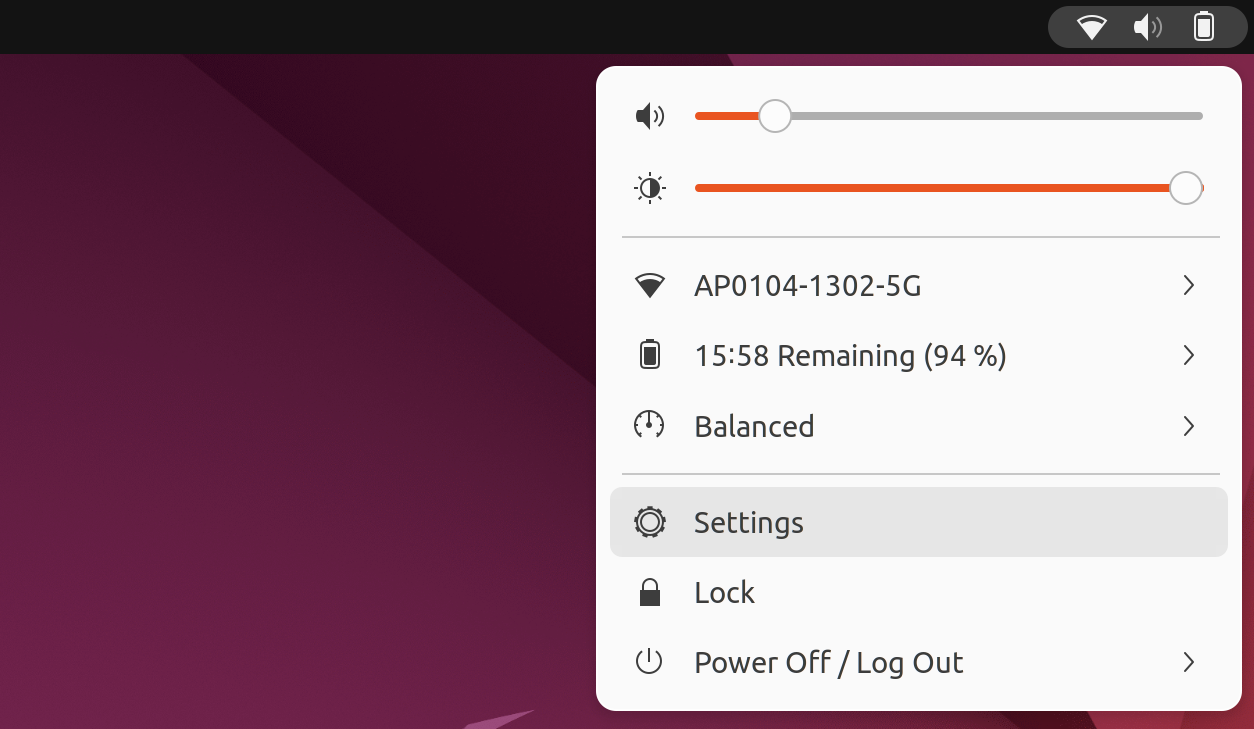 AP0104-1302-5G
15:58 Remaining (94 %)
Balanced
Settings
Lock
Power Off / Log Out